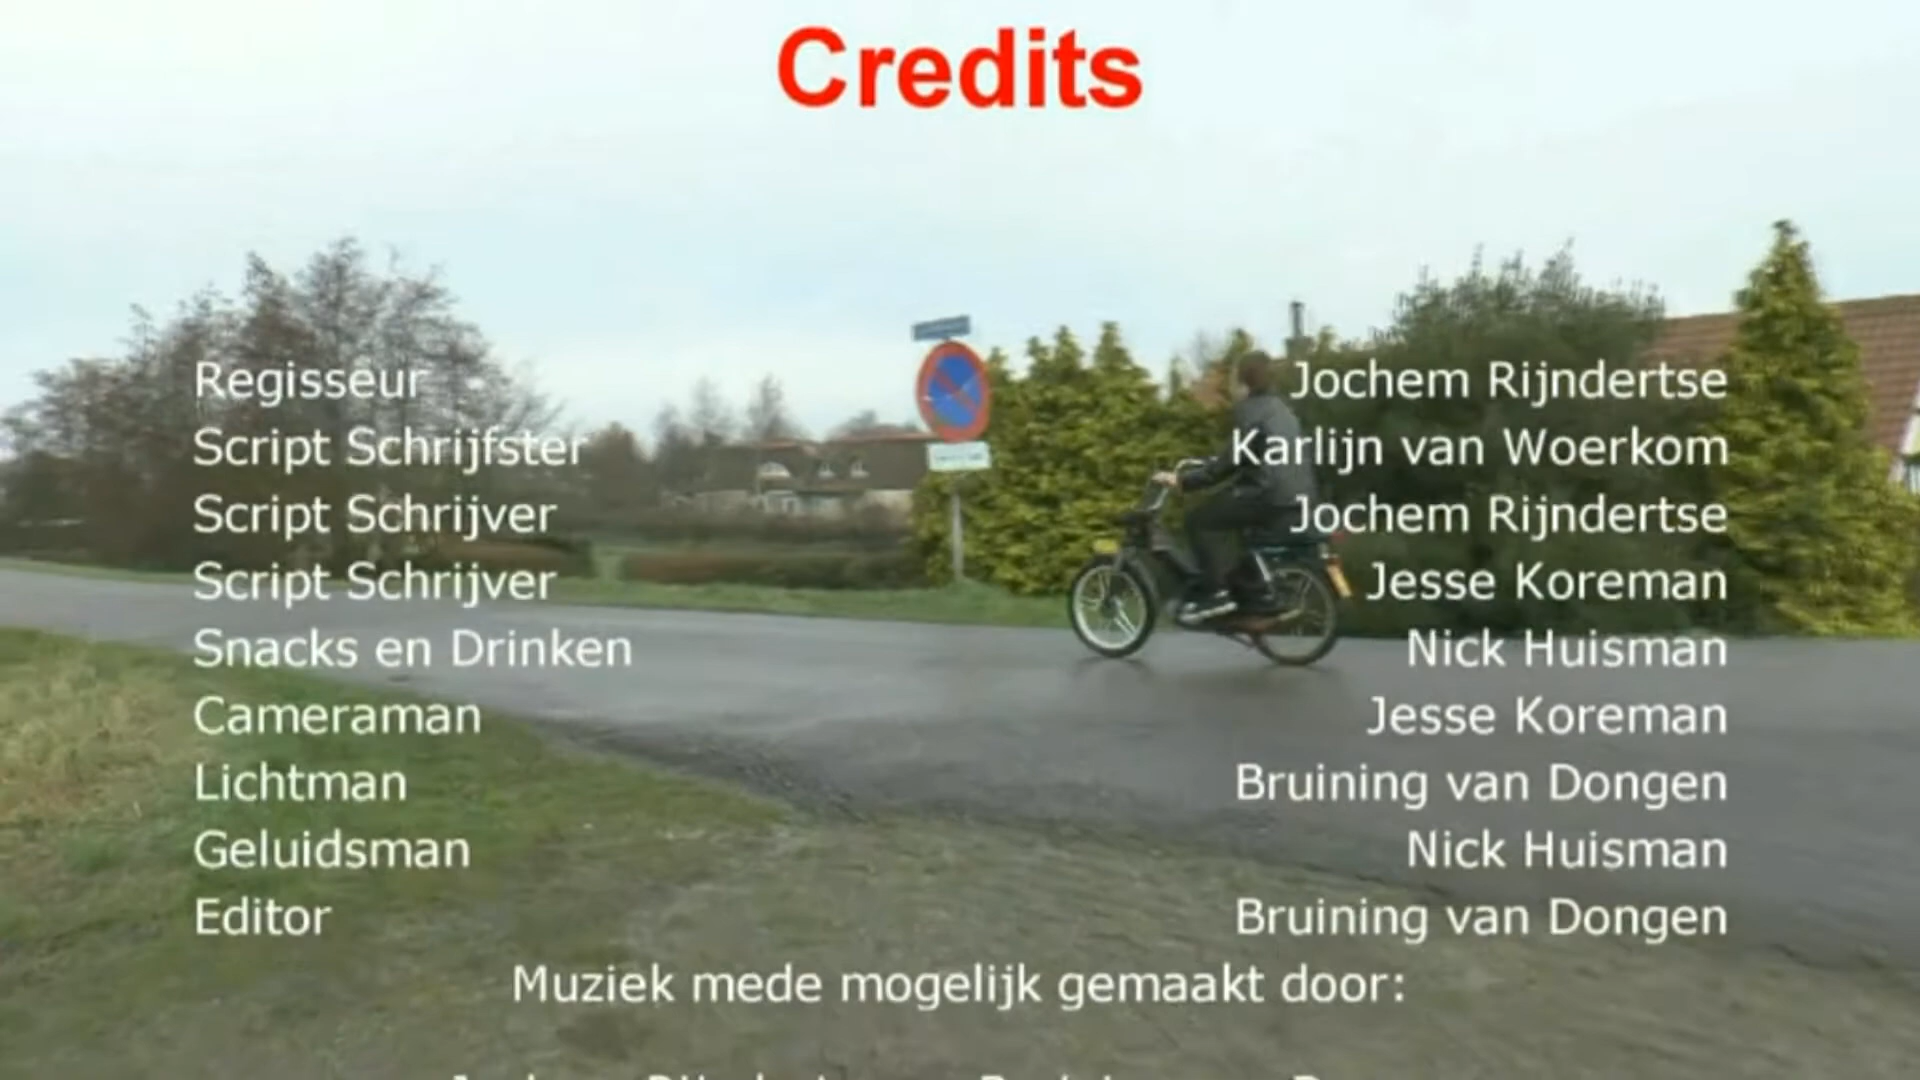 Credits
Regisseur Jochem Rijndertse
Script Schrijfster Karlijn van Woerkom
Script Schrijver Jochem Rijndertse
Script Schrijver Jesse Koreman
Snacks en Drinken Nick Huisman
Cameraman Jesse Koreman
Lichtman Bruining van Dongen
Geluidsman Nick Huisman
Editor Bruining van Dongen
Muziek mede mogelijk gemaakt door: